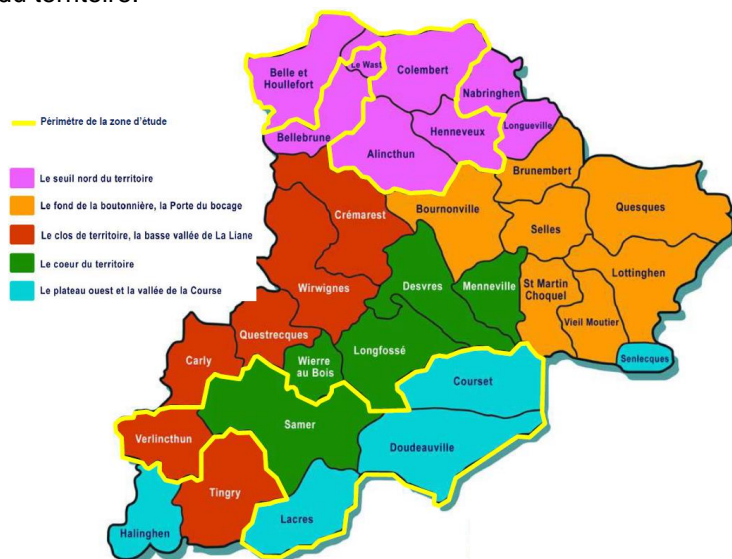 du territoire.
Périmètre de la zone d'étude
Le seuil nord du territoire
Le fond de la boutonnière, la Porte du bocage
Le clos de territoire, la basse vallée de La Liane
Le coeur du territoire
Le plateau ouest et la vallée de la Course
Belle et
Houllefort
Le Wast
Colembert
Nabringhen
Bellebrune
Henneveux
Longueville
Alincthun
Brunembert
Crémarest
Bournonville
Quesques
Selles
Desvres
Menneville
Lottinghen
Wirwignes
St Martin
Choquel
Vieil Moutier
Questrecques
Senlecques
Carly
Wierre
au Bois
Longfossé
Courset
Verlincthun
Samer
Doudeauville
Tingry
Halinghen
Lacres